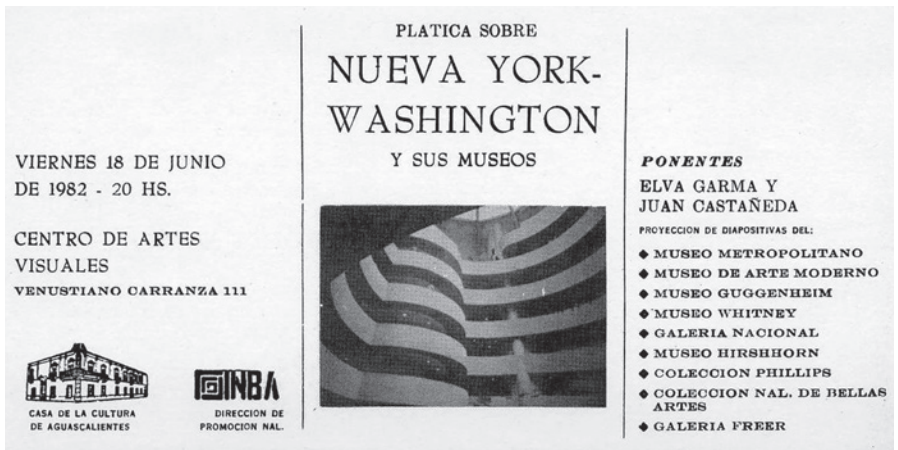 VIERNES 18 DE JUNIO
DE 1982 - 20 HS.
CENTRO DE ARTES
VISUALES
VENUSTIANO CARRANZA 111
CASA DE LA CULTURA
DE AGUASCALIENTES
INBA
DIRECCION DE
PROMOCION NAL.
PLATICA SOBRE
NUEVA YORK-
WASHINGTON
Y SUS MUSEOS
PONENTES
ELVA GARMA Y
JUAN CASTAÑEDA
PROYECCION DE DIAPOSITIVAS DEL:
◆ MUSEO METROPOLITANO
◆ MUSEO DE ARTE MODERNO
◆ MUSEO GUGGENHEIM
◆ MUSEO WHITNEY
◆ GALERIA NACIONAL
◆ MUSEO HIRSHHORN
◆ COLECCION PHILLIPS
◆ COLECCION NAL. DE BELLAS
ARTES
◆ GALERIA FREER